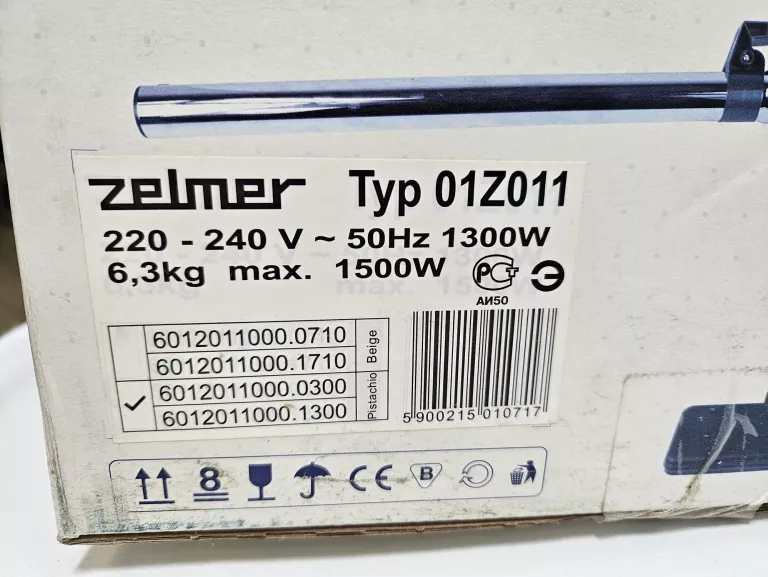 zelmer Typ 01Z011
220 - 240 V ~ 50Hz 1300W
6,3kg max. 1500W
АИ50
6012011000.0710
6012011000.1710
Beige
6012011000.0300
6012011000.1300
Pistachio
5 900215 010717
8 CE B